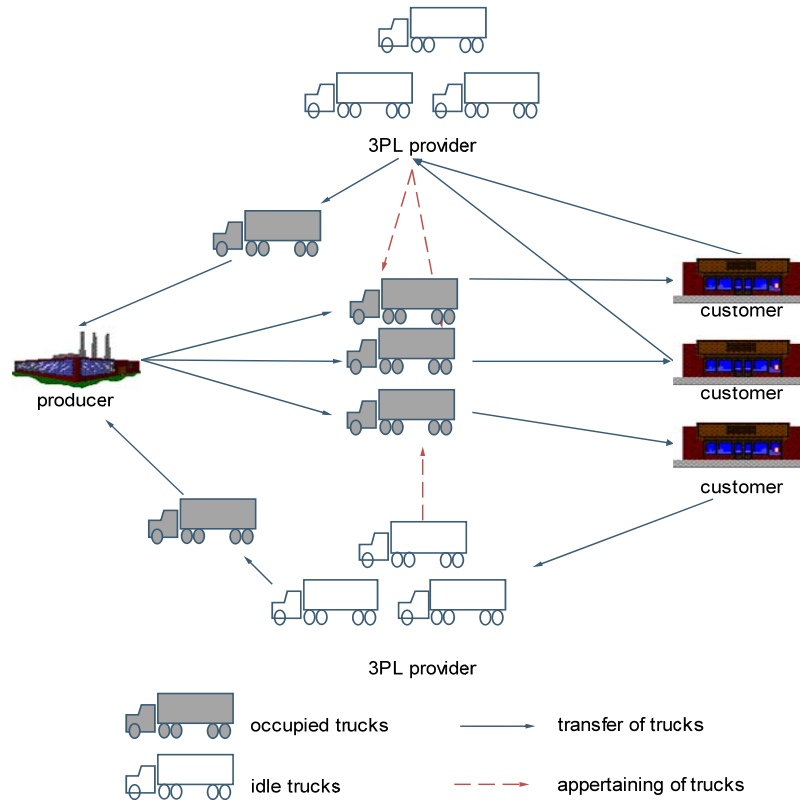 3PL provider
customer
producer
customer
customer
3PL provider
occupied trucks
transfer of trucks
idle trucks
appertaining of trucks